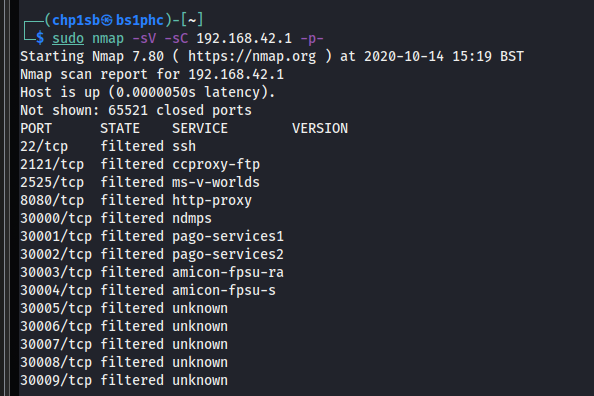 ┌──(chp1sb㉿bs1phc)-[~]
└─$ sudo nmap -sV -sC 192.168.42.1 -p-
Starting Nmap 7.80 ( https://nmap.org ) at 2020-10-14 15:19 BST
Nmap scan report for 192.168.42.1
Host is up (0.0000050s latency).
Not shown: 65521 closed ports
PORT      STATE    SERVICE        VERSION
22/tcp    filtered ssh
2121/tcp  filtered ccproxy-ftp
2525/tcp  filtered ms-v-worlds
8080/tcp  filtered http-proxy
30000/tcp filtered ndmps
30001/tcp filtered pago-services1
30002/tcp filtered pago-services2
30003/tcp filtered amicon-fpsu-ra
30004/tcp filtered amicon-fpsu-s
30005/tcp filtered unknown
30006/tcp filtered unknown
30007/tcp filtered unknown
30008/tcp filtered unknown
30009/tcp filtered unknown